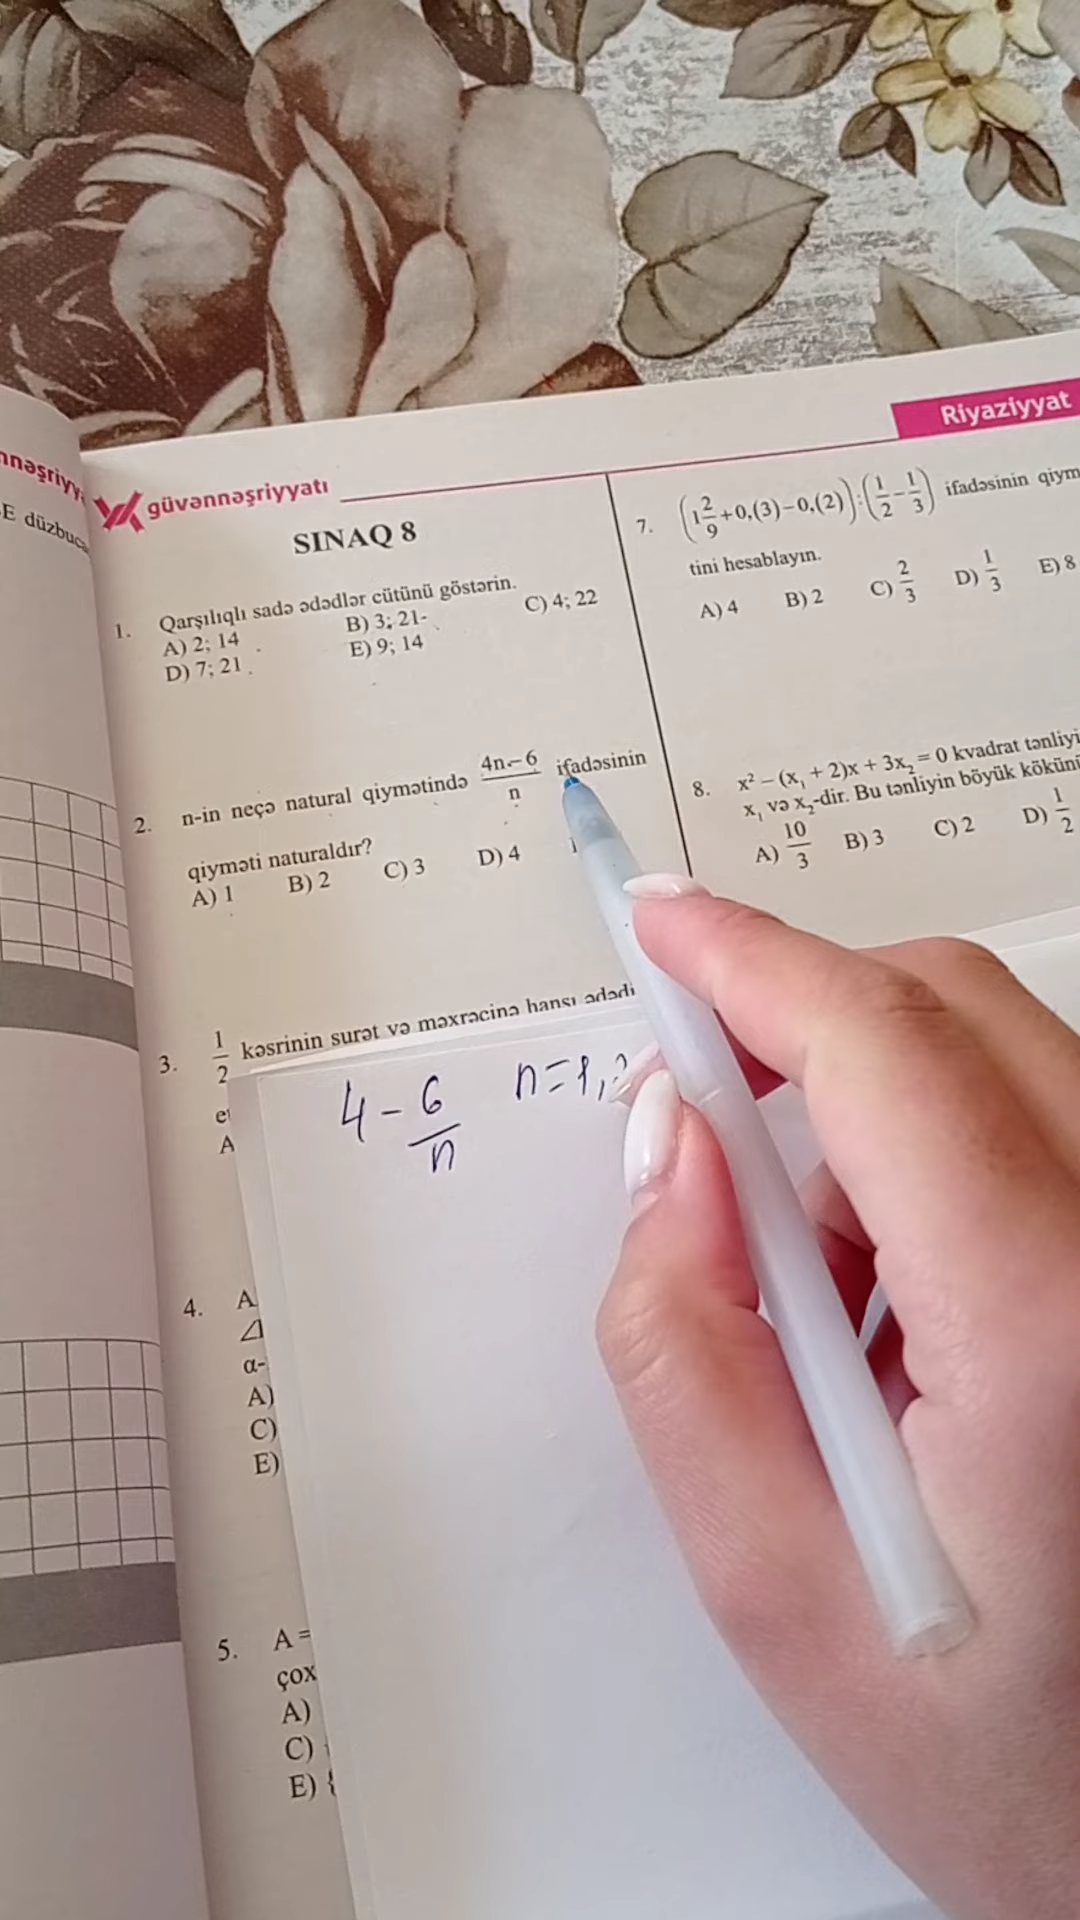 güvənnəşriyyatı
Riyaziyyat
SINAQ 8
1. Qarşılıqlı sadə ədədlər cütünü göstərin.
A) 2; 14 B) 3; 21 C) 4; 22
D) 7; 21 E) 9; 14
2. n-in neçə natural qiymətində (4n – 6)/n ifadəsinin
qiyməti naturaldır?
A) 1 B) 2 C) 3 D) 4
3. 1/2 kəsrinin surət və məxrəcinə hansı ədədi
A
4. A
α-
A)
C)
E)
5. A =
çox
A)
C)
E) {
7. (1 2/9 + 0,(3) – 0,(2)) : (1/2 – 1/3) ifadəsinin qiym
tini hesablayın.
A) 4 B) 2 C) 2/3 D) 1/3 E) 8
8. x² – (x₁ + 2)x + 3x₂ = 0 kvadrat tənliyi
x₁ və x₂-dir. Bu tənliyin böyük kökünü
A) 10/3 B) 3 C) 2 D) 1/2
4 – 6/n n = 1,